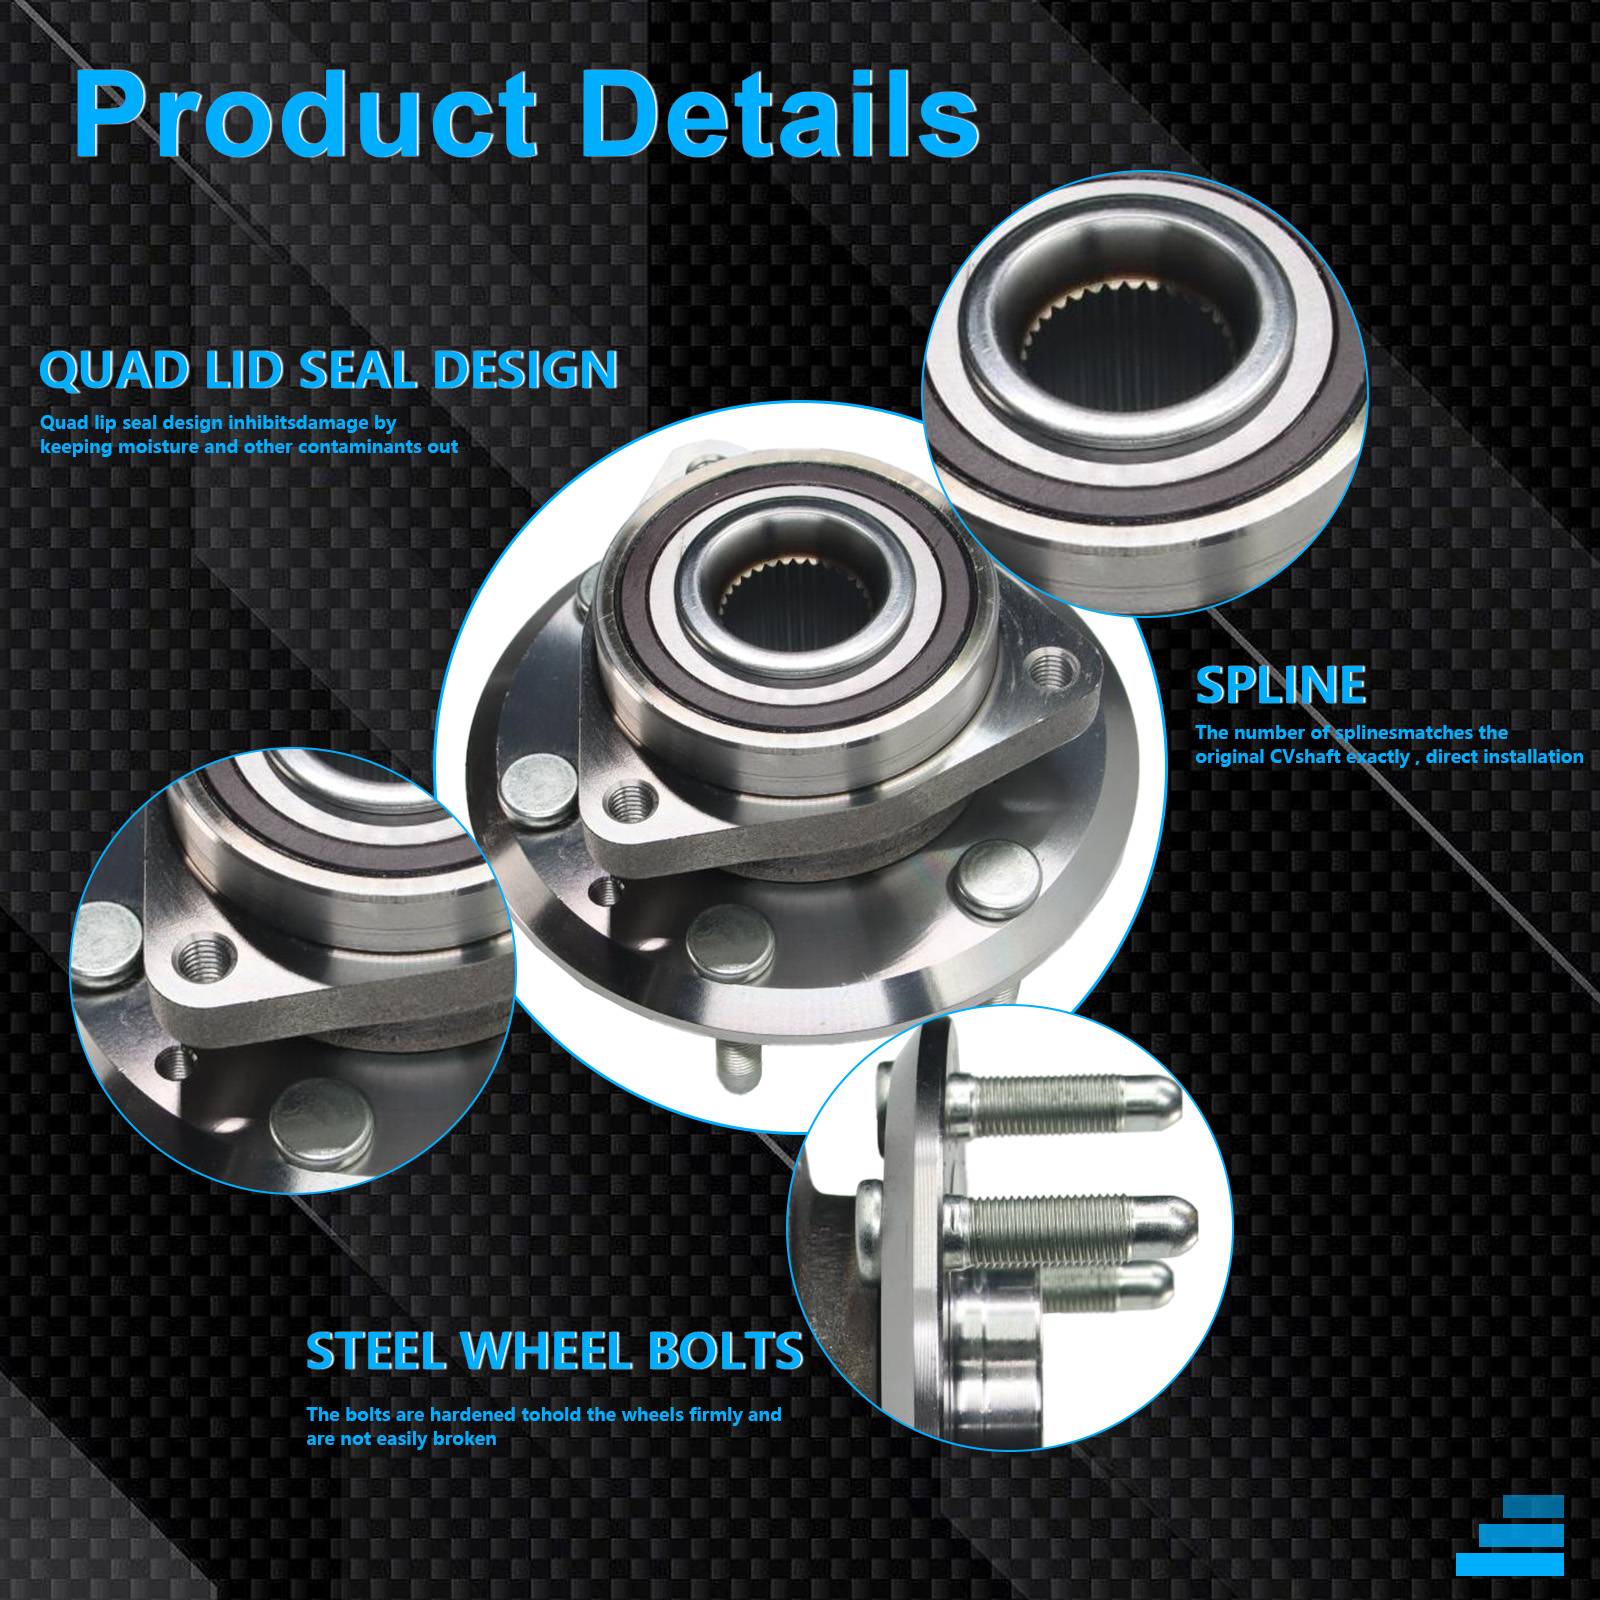 Product Details
QUAD LID SEAL DESIGN
Quad lip seal design inhibitsdamage by
keeping moisture and other contaminants out
SPLINE
The number of splinesmatches the
original CVshaft exactly , direct installation
STEEL WHEEL BOLTS
The bolts are hardened tohold the wheels firmly and
are not easily broken